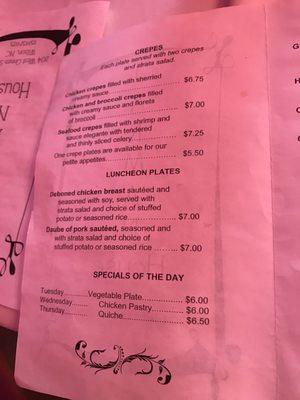 CREPES
Each plate served with two crepes
and strata salad.
Chicken crepes filled with sherried
creamy sauce $6.75
Chicken and broccoli crepes filled
with creamy sauce and florets
of broccoli $7.00
Seafood crepes filled with shrimp and
sauce elegante with tendered
and thinly sliced celery $7.25
One crepe plates are available for our
petite appetites $5.50
LUNCHEON PLATES
Deboned chicken breast sautéed and
seasoned with soy, served with
strata salad and choice of stuffed
potato or seasoned rice $7.00
Daube of pork sautéed, seasoned and
with strata salad and choice of
stuffed potato or seasoned rice $7.00
SPECIALS OF THE DAY
Tuesday Vegetable Plate $6.00
Wednesday Chicken Pastry $6.00
Thursday Quiche $6.50
Wilson, NC